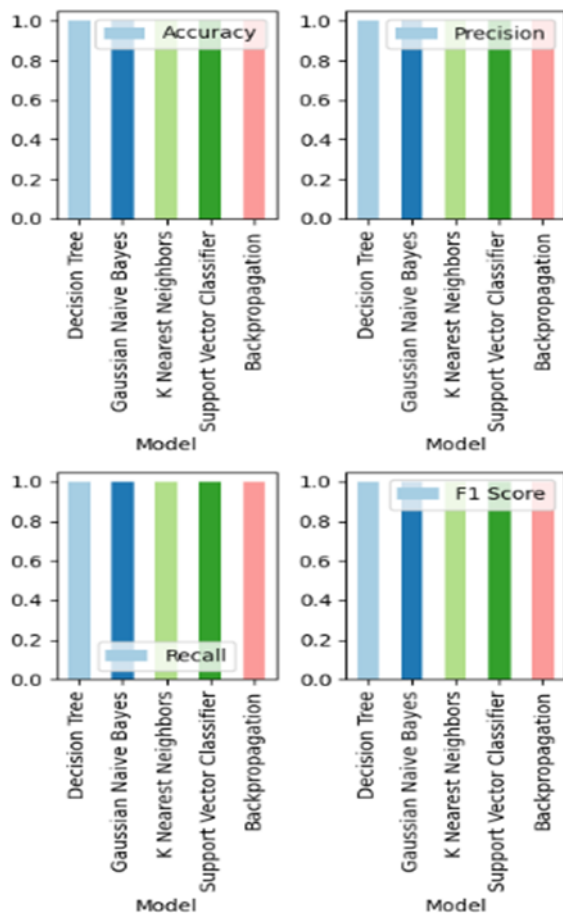 Accuracy
1.0
0.8
0.6
0.4
0.2
0.0
Decision Tree
Gaussian Naive Bayes
K Nearest Neighbors
Support Vector Classifier
Backpropagation
Model
Precision
1.0
0.8
0.6
0.4
0.2
0.0
Decision Tree
Gaussian Naive Bayes
K Nearest Neighbors
Support Vector Classifier
Backpropagation
Model
1.0
0.8
0.6
0.4
0.2
0.0
Recall
Decision Tree
Gaussian Naive Bayes
K Nearest Neighbors
Support Vector Classifier
Backpropagation
Model
F1 Score
1.0
0.8
0.6
0.4
0.2
0.0
Decision Tree
Gaussian Naive Bayes
K Nearest Neighbors
Support Vector Classifier
Backpropagation
Model